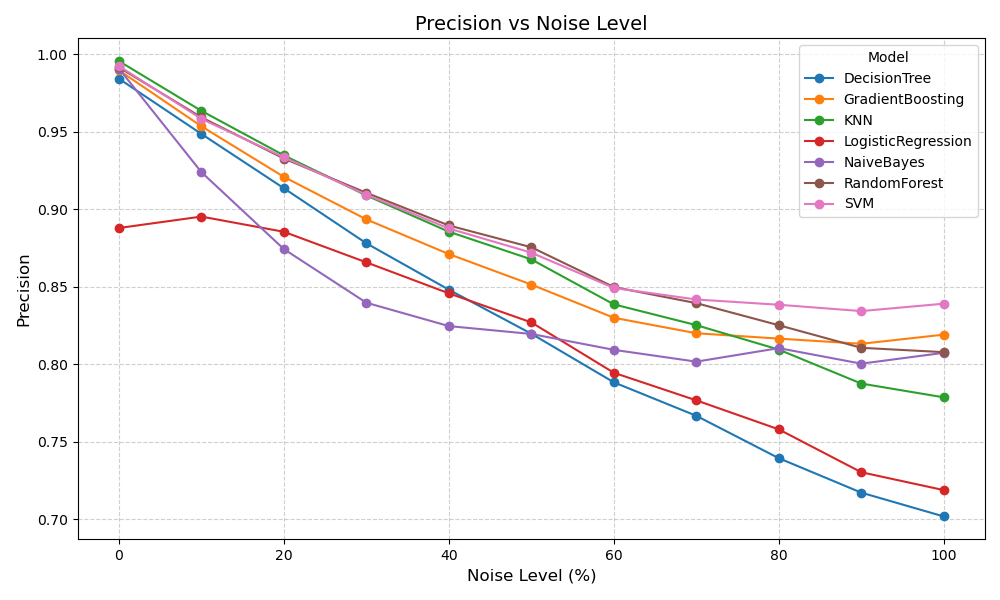 Precision vs Noise Level
Model
DecisionTree
GradientBoosting
KNN
LogisticRegression
NaiveBayes
RandomForest
SVM
1.00
0.95
0.90
0.85
0.80
0.75
0.70
Precision
0 20 40 60 80 100
Noise Level (%)